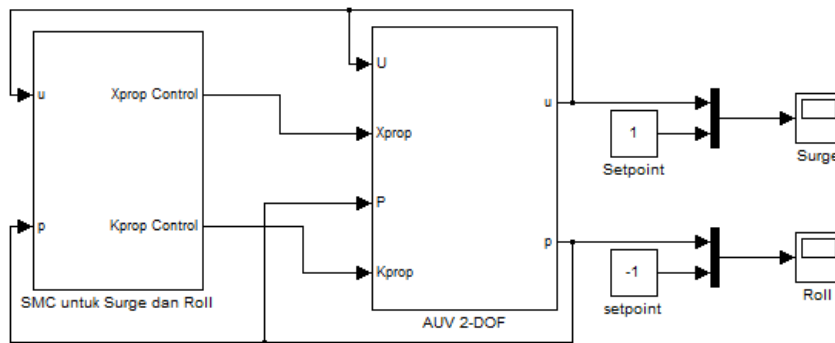 U
u
Xprop Control
u
Xprop
1
Setpoint
Surge
P
p
Kprop Control
p
Kprop
-1
setpoint
Roll
SMC untuk Surge dan Roll
AUV 2-DOF